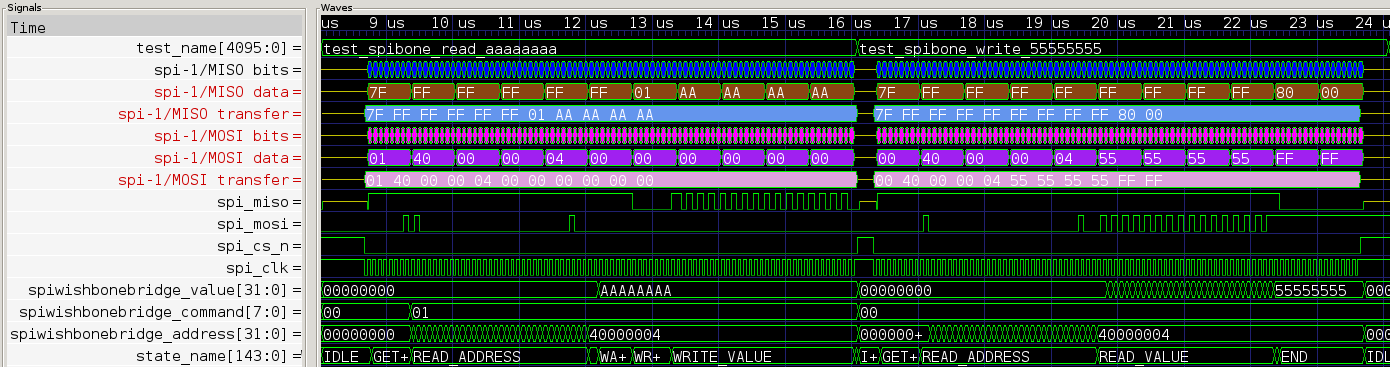 Signals
Waves
Time
us 9 us 10 us 11 us 12 us 13 us 14 us 15 us 16 us 17 us 18 us 19 us 20 us 21 us 22 us 23 us 24 us
test_name[4095:0] = test_spibone_read_aaaaaaaa test_spibone_write_55555555
spi-1/MISO bits =
spi-1/MISO data = 7F FF FF FF FF FF 01 AA AA AA AA 7F FF FF FF FF FF FF FF FF 80 00
spi-1/MISO transfer = 7F FF FF FF FF FF 01 AA AA AA AA 7F FF FF FF FF FF FF FF FF 80 00
spi-1/MOSI bits =
spi-1/MOSI data = 01 40 00 00 04 00 00 00 00 00 00 00 40 00 00 04 55 55 55 55 FF FF
spi-1/MOSI transfer = 01 40 00 00 04 00 00 00 00 00 00 00 40 00 00 04 55 55 55 55 FF FF
spi_miso =
spi_mosi =
spi_cs_n =
spi_clk =
spiwishbonebridge_value[31:0] = 00000000 AAAAAAAA 00000000 55555555 000
spiwishbonebridge_command[7:0] = 00 01 00
spiwishbonebridge_address[31:0] = 00000000 40000004 000000+ 40000004 000
state_name[143:0] = IDLE GET+ READ_ADDRESS WA+ WR+ WRITE_VALUE I+ GET+ READ_ADDRESS READ_VALUE END IDL